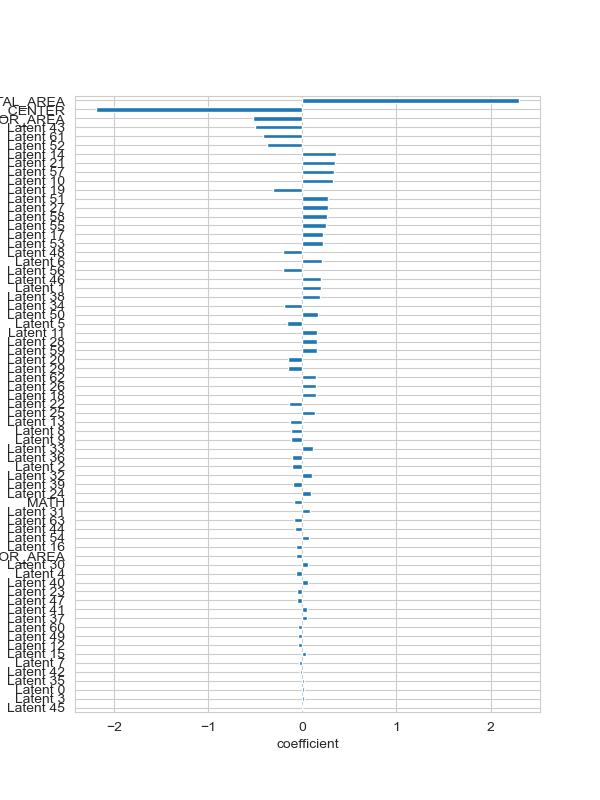 TAL_AREA
_CENTER
OR_AREA
Latent 43
Latent 61
Latent 52
Latent 14
Latent 21
Latent 57
Latent 10
Latent 19
Latent 51
Latent 27
Latent 58
Latent 55
Latent 17
Latent 53
Latent 48
Latent 6
Latent 56
Latent 46
Latent 1
Latent 38
Latent 34
Latent 50
Latent 5
Latent 11
Latent 28
Latent 59
Latent 20
Latent 29
Latent 62
Latent 26
Latent 18
Latent 22
Latent 25
Latent 13
Latent 8
Latent 9
Latent 33
Latent 36
Latent 2
Latent 32
Latent 39
Latent 24
MATH
Latent 31
Latent 63
Latent 44
Latent 54
Latent 16
OR_AREA
Latent 30
Latent 4
Latent 40
Latent 23
Latent 47
Latent 41
Latent 37
Latent 60
Latent 49
Latent 12
Latent 15
Latent 7
Latent 42
Latent 35
Latent 0
Latent 3
Latent 45
−2 −1 0 1 2
coefficient